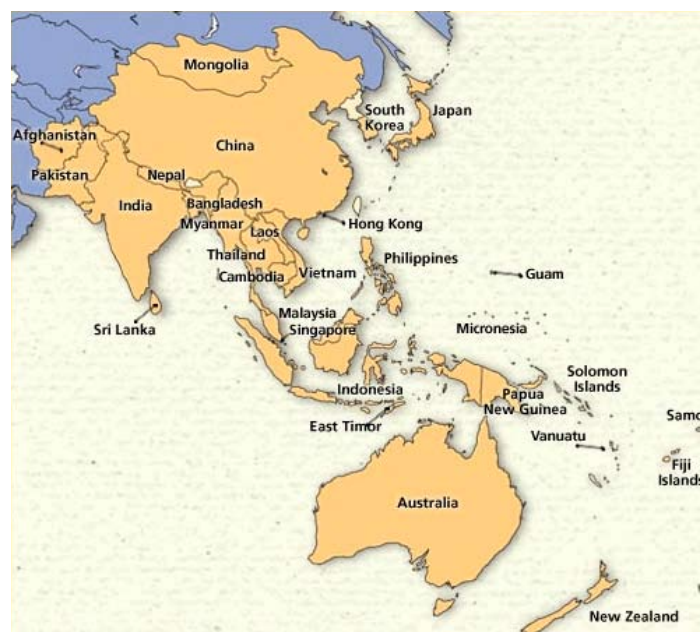 Mongolia
Afghanistan
South
Korea
Japan
China
Pakistan
Nepal
India
Bangladesh
Myanmar
Laos
Hong Kong
Thailand
Philippines
Cambodia
Vietnam
Guam
Sri Lanka
Malaysia
Singapore
Micronesia
Indonesia
Solomon
Islands
Papua
New Guinea
East Timor
Vanuatu
Samo
Fiji
Islands
Australia
New Zealand